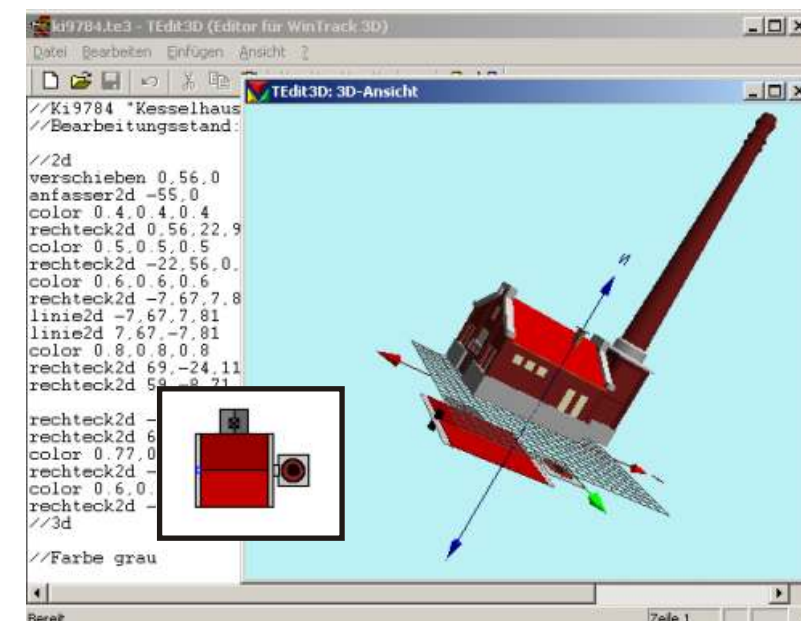 ki9784.te3 - TEdit3D (Editor für WinTrack 3D)
Datei Bearbeiten Einfügen Ansicht ?
TEdit3D: 3D-Ansicht
//Ki9784 "Kesselhaus
//Bearbeitungsstand:
//2d
verschieben 0,56,0
anfasser2d -55,0
color 0.4,0.4,0.4
rechteck2d 0,56,22,9
color 0.5,0.5,0.5
rechteck2d -22,56,0,
color 0.6,0.6,0.6
rechteck2d -7,67,7,8
linie2d -7,67,7,81
linie2d 7,67,-7,81
color 0.8,0.8,0.8
rechteck2d 69,-24,11
rechteck2d 59,-8,71
rechteck2d -
rechteck2d 6
color 0.77,0
rechteck2d -
color 0.6,0.
rechteck2d -
//3d
//Farbe grau
Bereit
Zeile 1